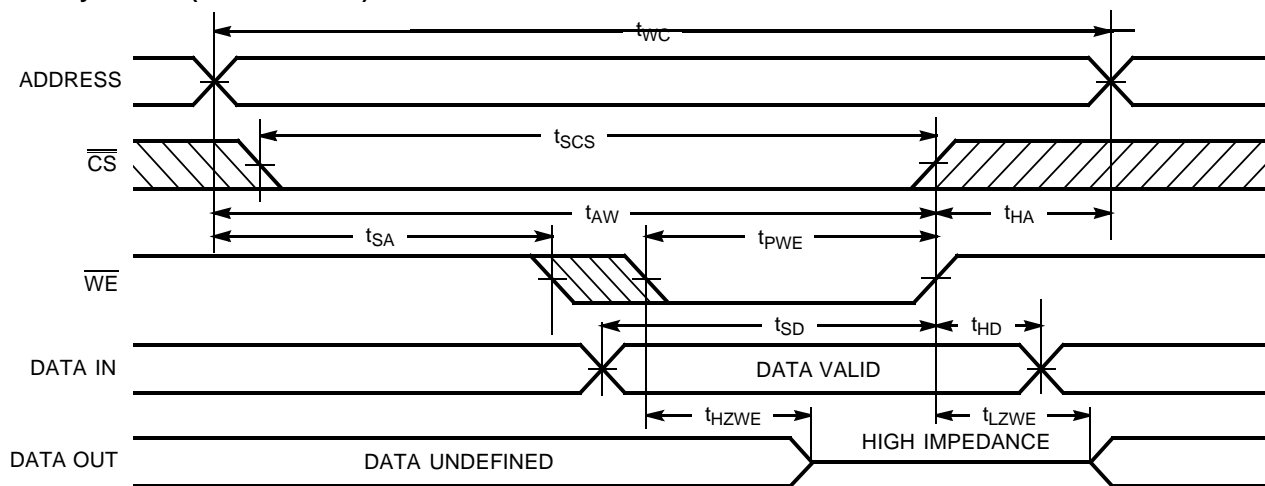 tWC
ADDRESS
tSCS
CS
tAW
tHA
tSA
tPWE
WE
tSD
tHD
DATA IN
DATA VALID
tHZWE
tLZWE
HIGH IMPEDANCE
DATA OUT
DATA UNDEFINED